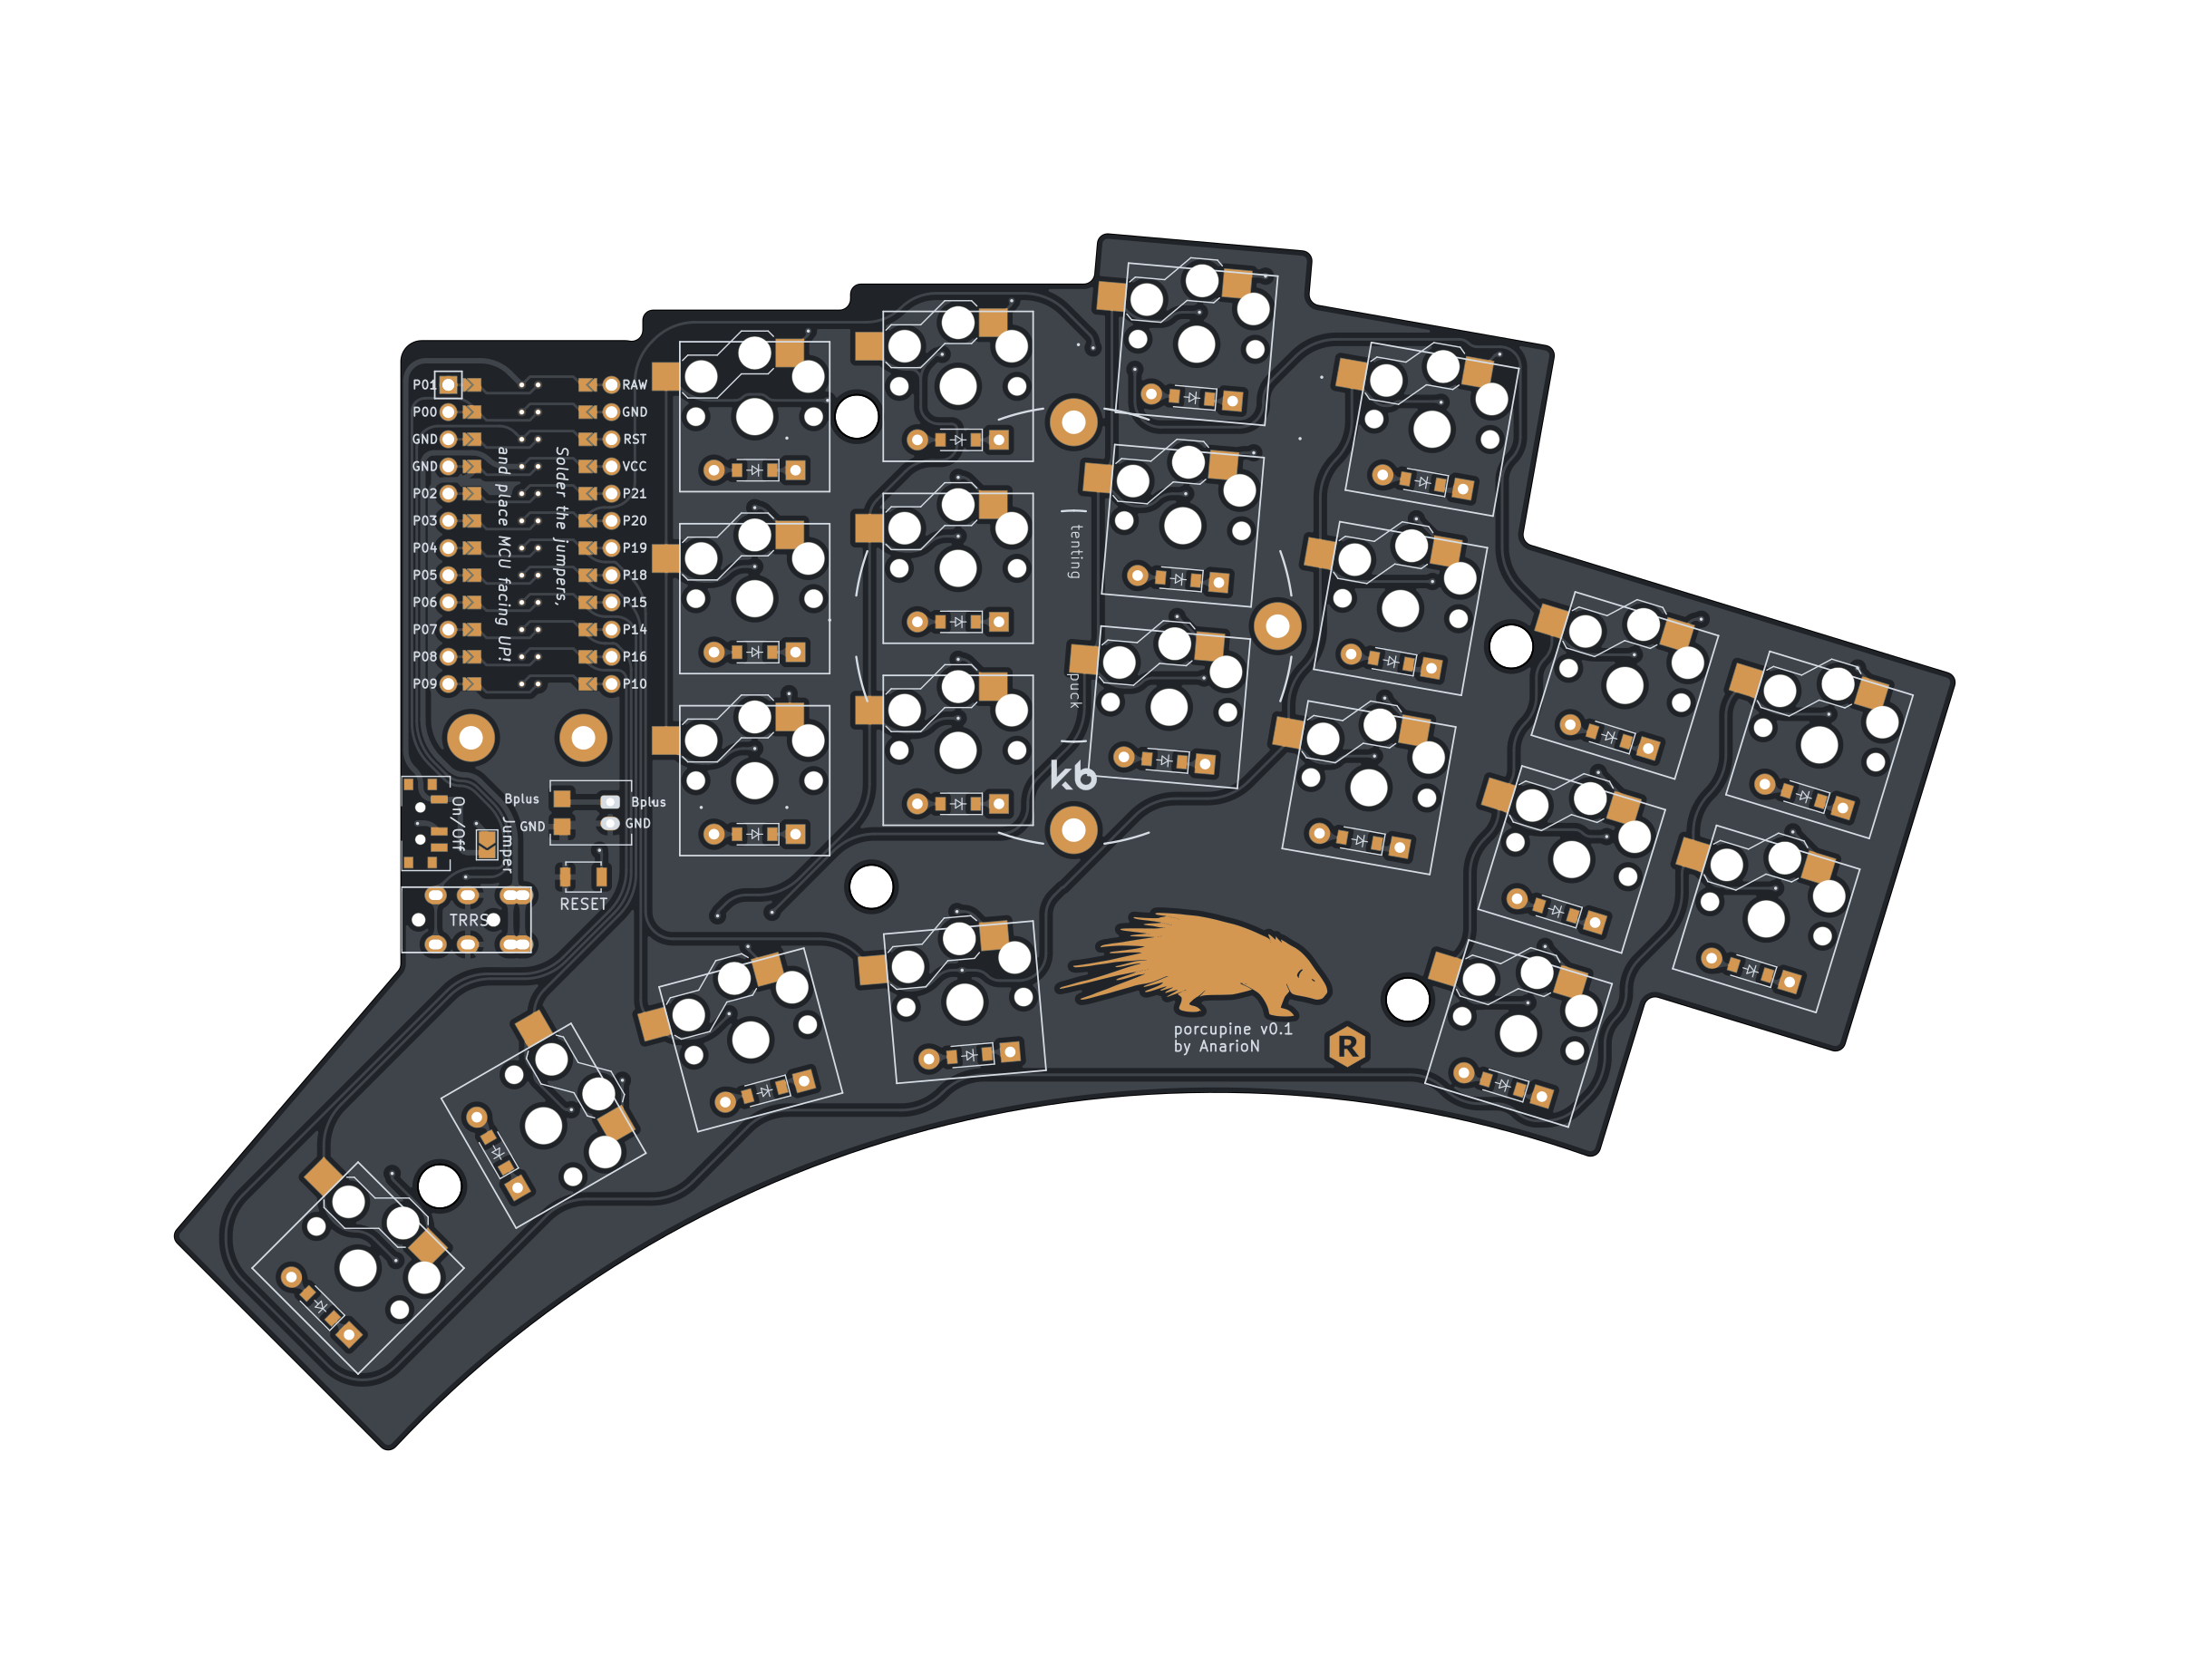 P01 RAW
P00 GND
GND RST
GND VCC
P02 P21
P03 P20
P04 P19
P05 P18
P06 P15
P07 P14
P08 P16
P09 P10
Solder the jumpers,
and place MCU facing UP!
tenting
puck
kb
On/Off
Jumper
Bplus Bplus
GND GND
RESET
TRRS
porcupine v0.1
by AnarioN
R